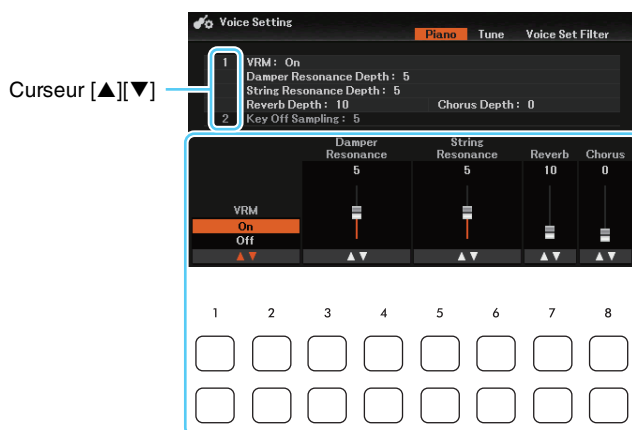 Voice Setting
Piano Tune Voice Set Filter
1 VRM: On
Damper Resonance Depth: 5
String Resonance Depth: 5
Reverb Depth: 10 Chorus Depth: 0
2 Key Off Sampling: 5
Curseur [▲][▼]
Damper Resonance String Resonance Reverb Chorus
5 5 10 0
VRM
On
Off
▲▼ ▲▼ ▲▼ ▲▼ ▲▼
1 2 3 4 5 6 7 8